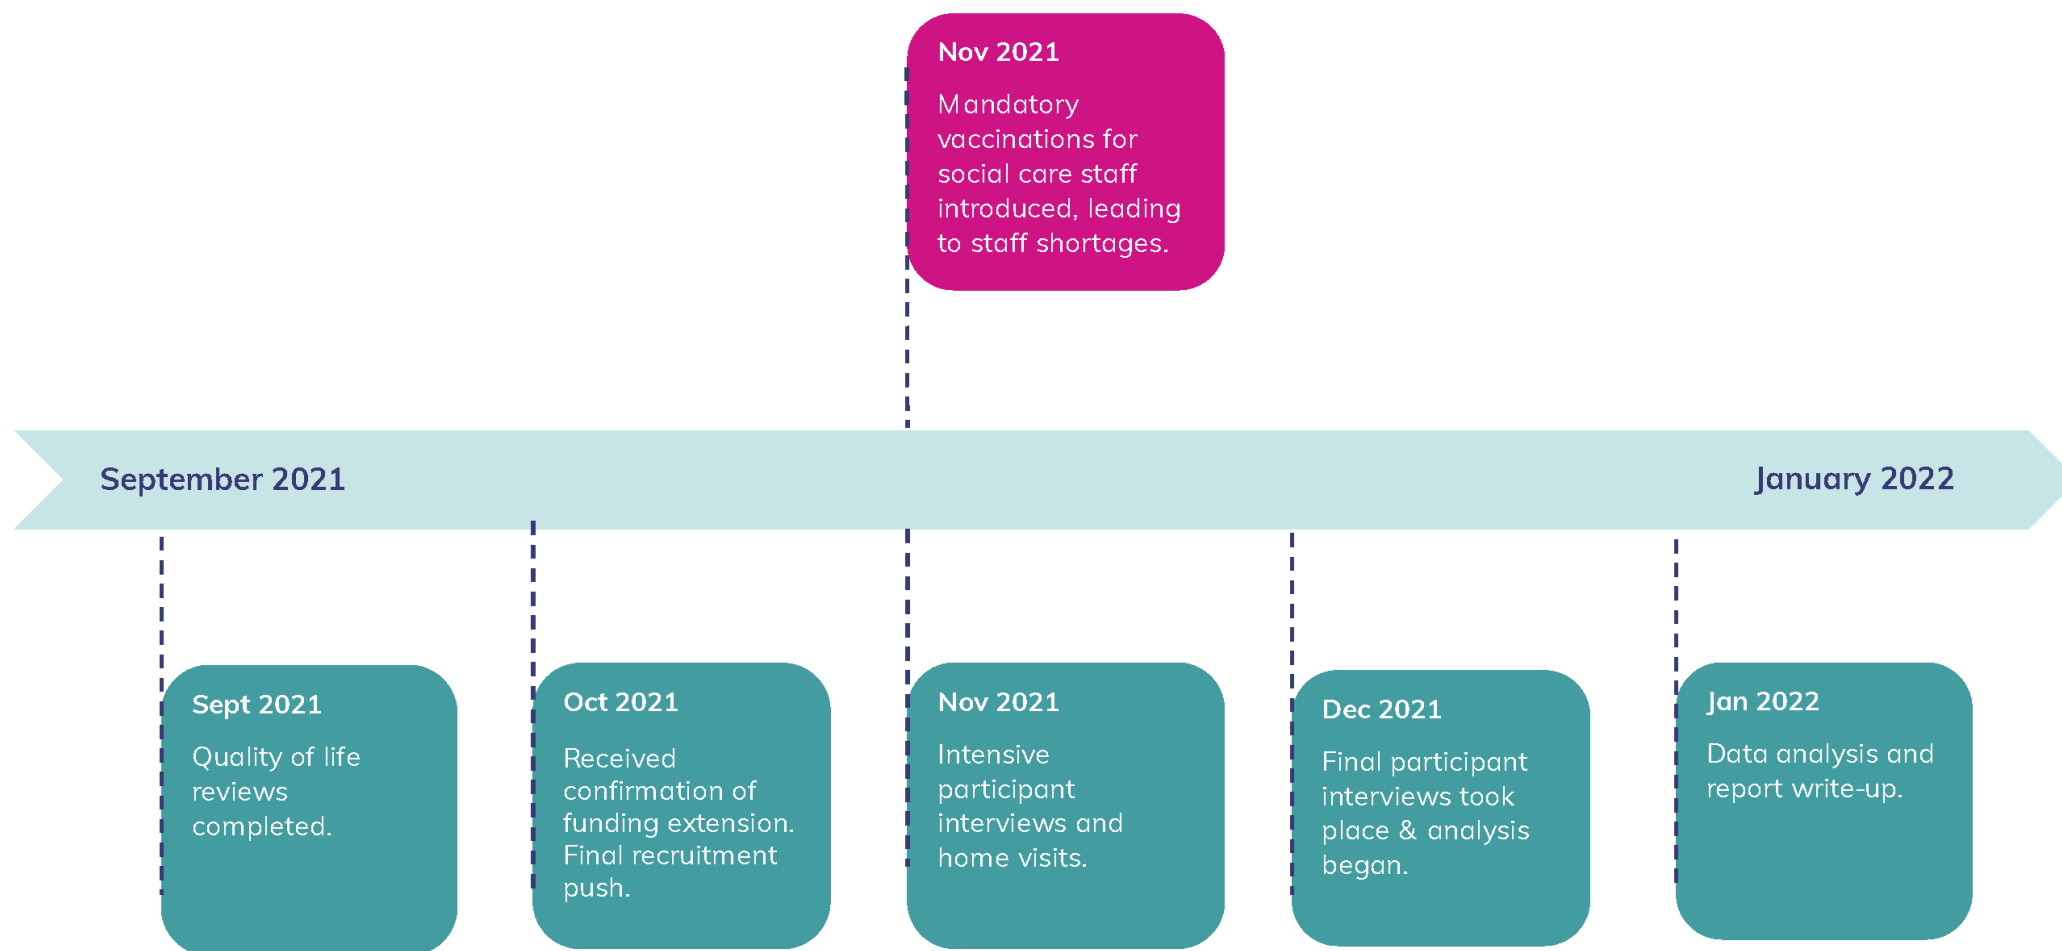 Nov 2021
Mandatory
vaccinations for
social care staff
introduced, leading
to staff shortages.
September 2021
January 2022
Sept 2021
Quality of life
reviews
completed.
Oct 2021
Received
confirmation of
funding extension.
Final recruitment
push.
Nov 2021
Intensive
participant
interviews and
home visits.
Dec 2021
Final participant
interviews took
place & analysis
began.
Jan 2022
Data analysis and
report write-up.